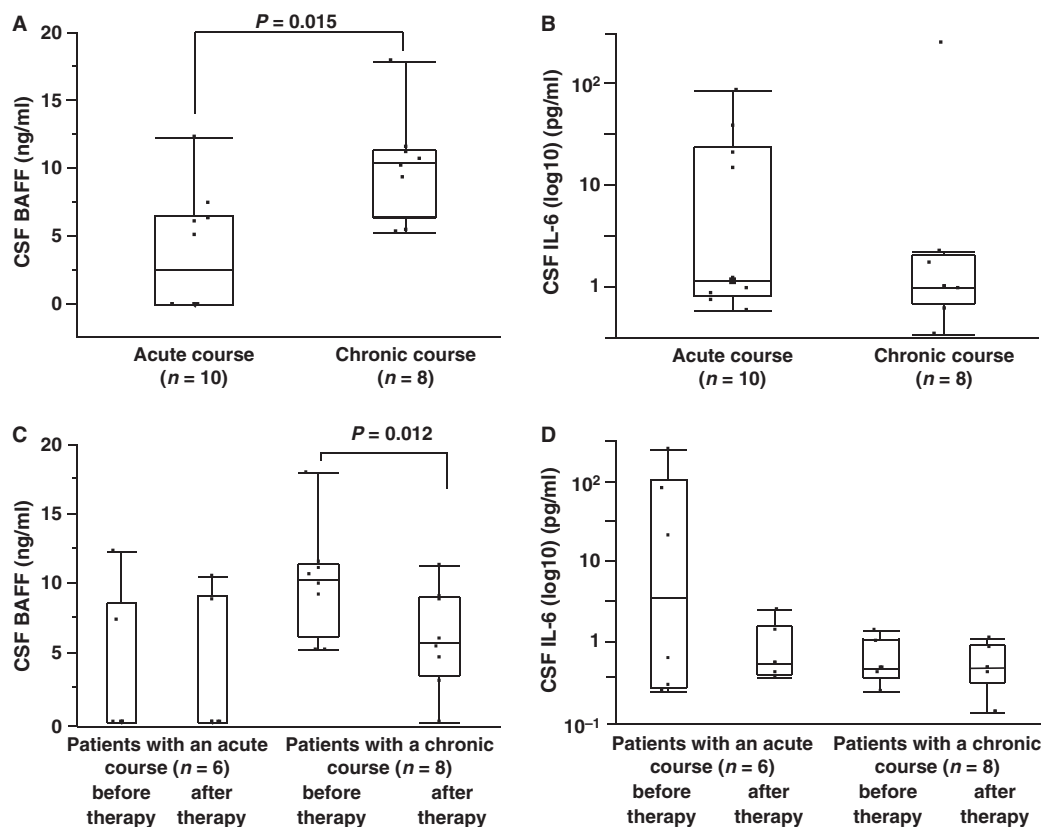 A
P = 0.015
CSF BAFF (ng/ml)
20
15
10
5
0
Acute course
(n = 10)
Chronic course
(n = 8)
B
CSF IL-6 (log10) (pg/ml)
10²
10
1
Acute course
(n = 10)
Chronic course
(n = 8)
C
P = 0.012
CSF BAFF (ng/ml)
20
15
10
5
0
Patients with an acute
course (n = 6)
before
therapy
after
therapy
Patients with a chronic
course (n = 8)
before
therapy
after
therapy
D
CSF IL-6 (log10) (pg/ml)
10²
10
1
10⁻¹
Patients with an acute
course (n = 6)
before
therapy
after
therapy
Patients with a chronic
course (n = 8)
before
therapy
after
therapy